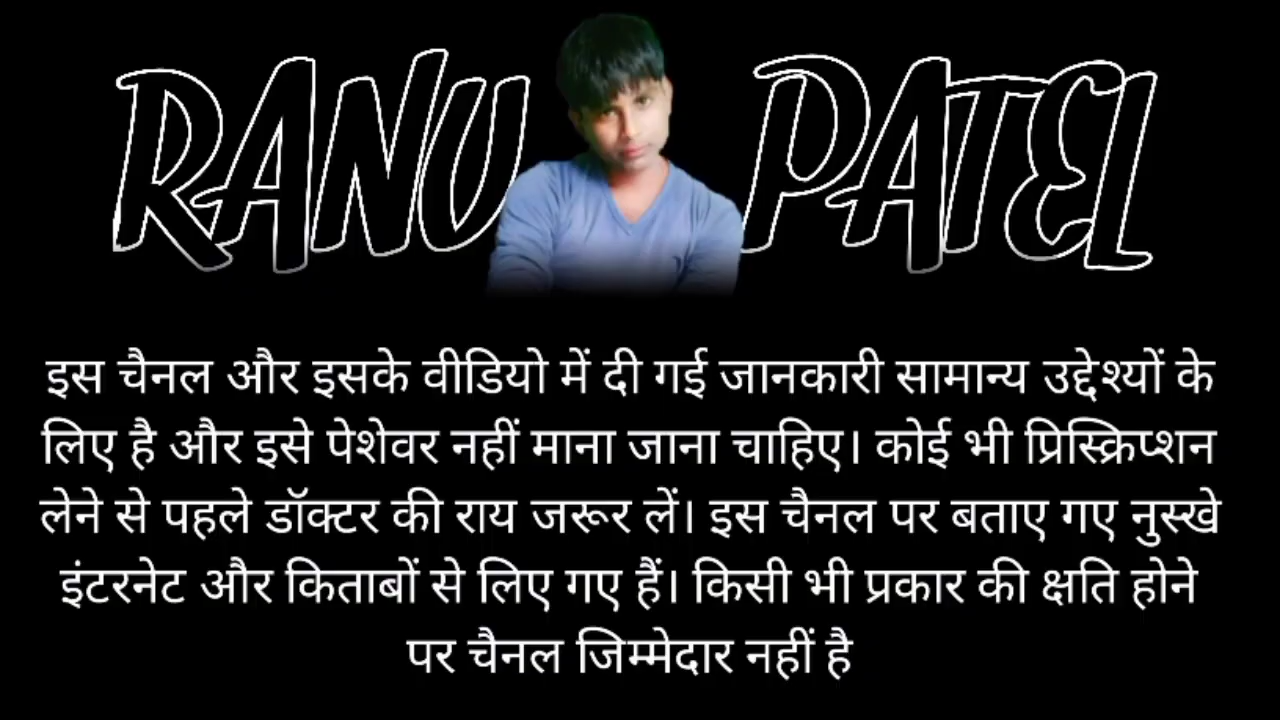 RANU PATEL
इस चैनल और इसके वीडियो में दी गई जानकारी सामान्य उद्देश्यों के
लिए है और इसे पेशेवर नहीं माना जाना चाहिए। कोई भी प्रिस्क्रिप्शन
लेने से पहले डॉक्टर की राय जरूर लें। इस चैनल पर बताए गए नुस्खे
इंटरनेट और किताबों से लिए गए हैं। किसी भी प्रकार की क्षति होने
पर चैनल जिम्मेदार नहीं है